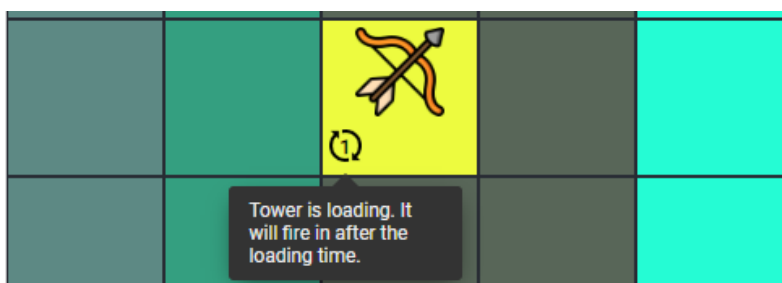 1
Tower is loading. It
will fire in after the
loading time.